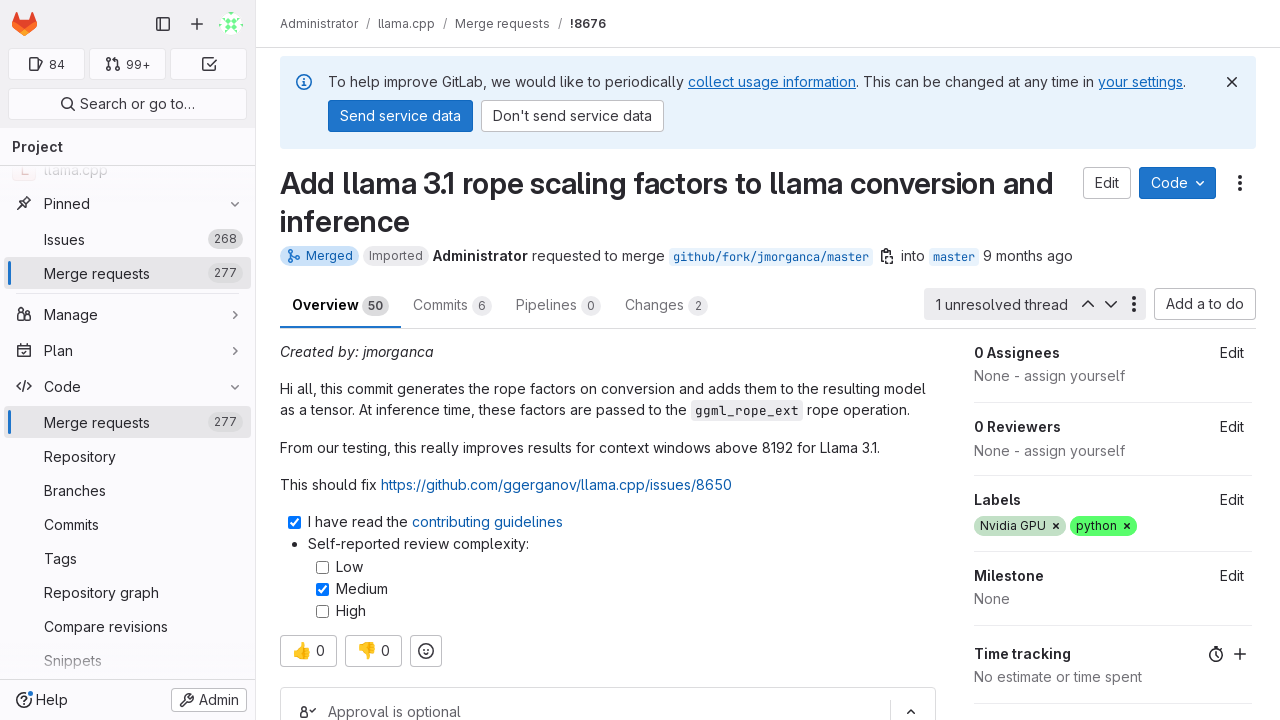 Administrator / llama.cpp / Merge requests / !8676
84
99+
Search or go to…
Project
llama.cpp
Pinned
Issues 268
Merge requests 277
Manage
Plan
Code
Merge requests 277
Repository
Branches
Commits
Tags
Repository graph
Compare revisions
Snippets
Help
Admin
To help improve GitLab, we would like to periodically collect usage information. This can be changed at any time in your settings.
Send service data
Don't send service data
Add llama 3.1 rope scaling factors to llama conversion and
inference
Edit
Code
Merged Imported Administrator requested to merge github/fork/jmorganca/master into master 9 months ago
Overview 50
Commits 6
Pipelines 0
Changes 2
1 unresolved thread
Add a to do
Created by: jmorganca
Hi all, this commit generates the rope factors on conversion and adds them to the resulting model
as a tensor. At inference time, these factors are passed to the ggml_rope_ext rope operation.
From our testing, this really improves results for context windows above 8192 for Llama 3.1.
This should fix https://github.com/ggerganov/llama.cpp/issues/8650
I have read the contributing guidelines
Self-reported review complexity:
Low
Medium
High
0
0
Approval is optional
0 Assignees
Edit
None - assign yourself
0 Reviewers
Edit
None - assign yourself
Labels
Edit
Nvidia GPU ×
python ×
Milestone
Edit
None
Time tracking
No estimate or time spent